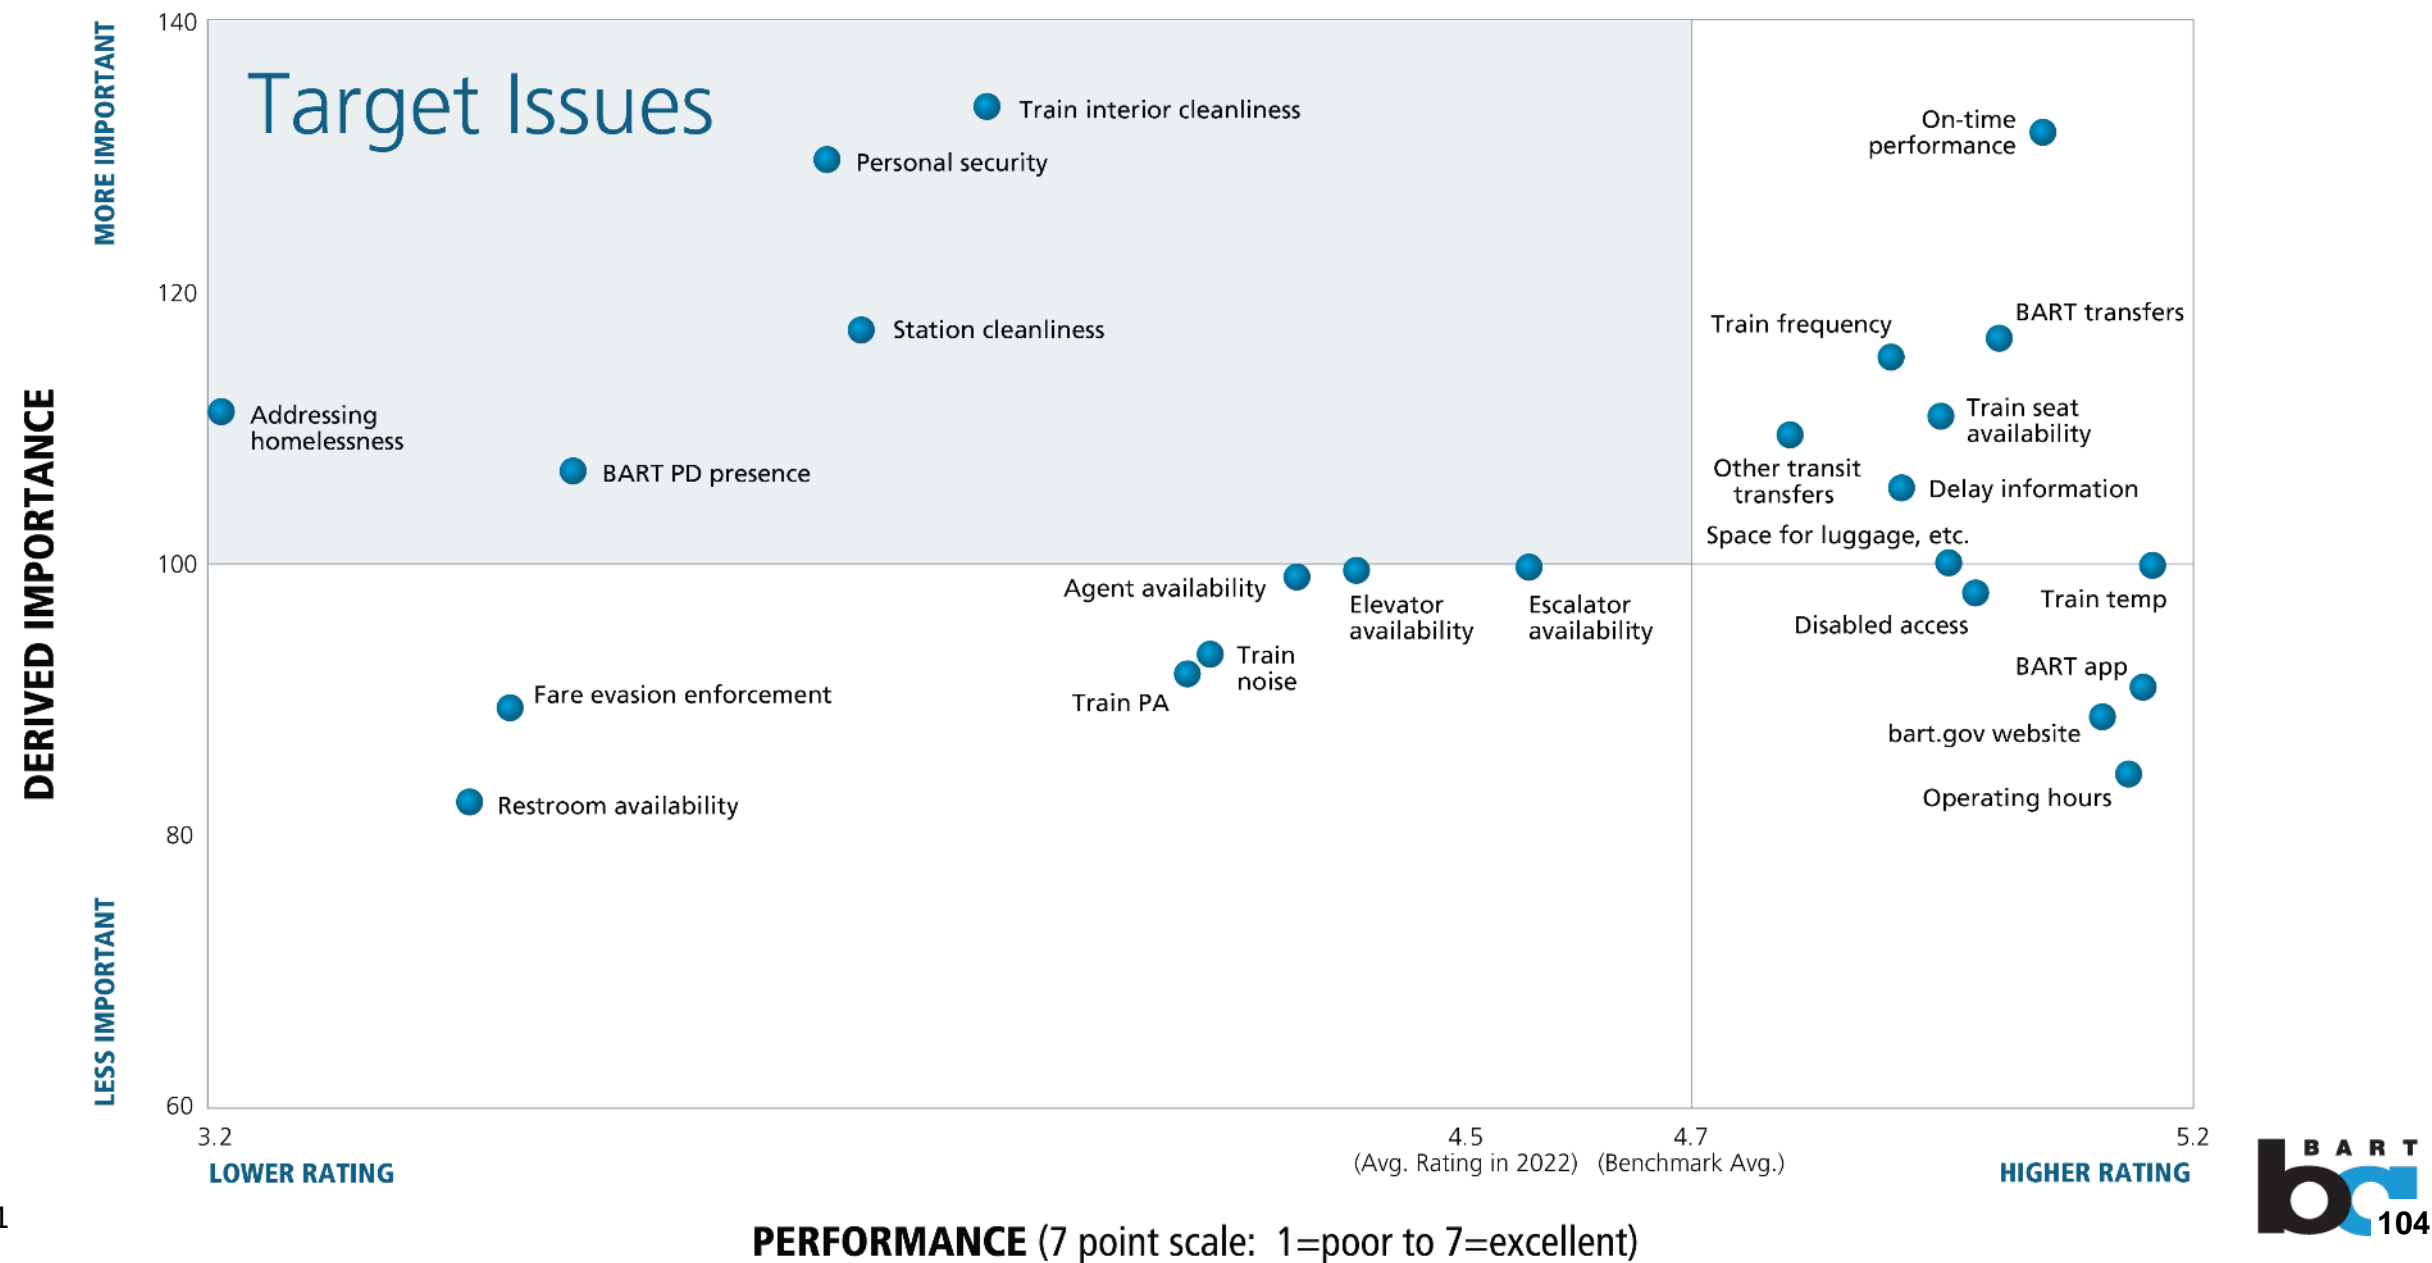 140
MORE IMPORTANT
Target Issues
Train interior cleanliness
Personal security
On-time
performance
120
Station cleanliness
Train frequency
BART transfers
Addressing
homelessness
BART PD presence
Train seat
availability
Other transit
transfers
Delay information
Space for luggage, etc.
100
DERIVED IMPORTANCE
Agent availability
Elevator
availability
Escalator
availability
Disabled access
Train temp
Train
noise
Train PA
Fare evasion enforcement
BART app
bart.gov website
Restroom availability
Operating hours
80
LESS IMPORTANT
60
3.2
4.5
4.7
5.2
(Avg. Rating in 2022)
(Benchmark Avg.)
LOWER RATING
HIGHER RATING
PERFORMANCE (7 point scale: 1=poor to 7=excellent)
1
BART
ba
104